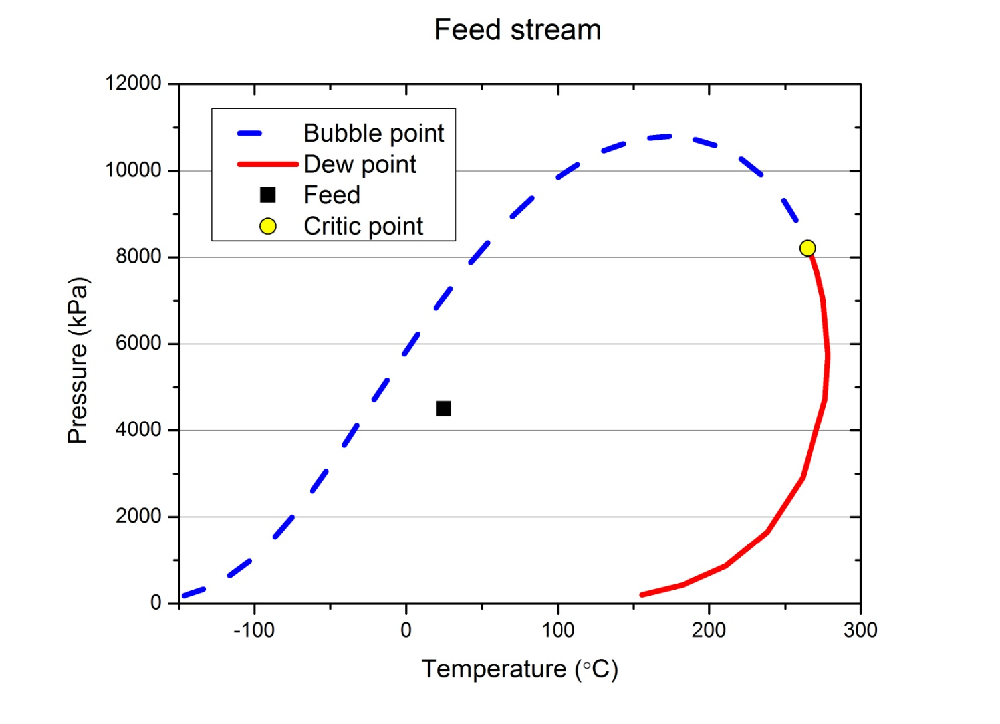 Feed stream
12000
10000
8000
6000
4000
2000
0
Bubble point
Dew point
Feed
Critic point
Pressure (kPa)
-100 0 100 200 300
Temperature (°C)